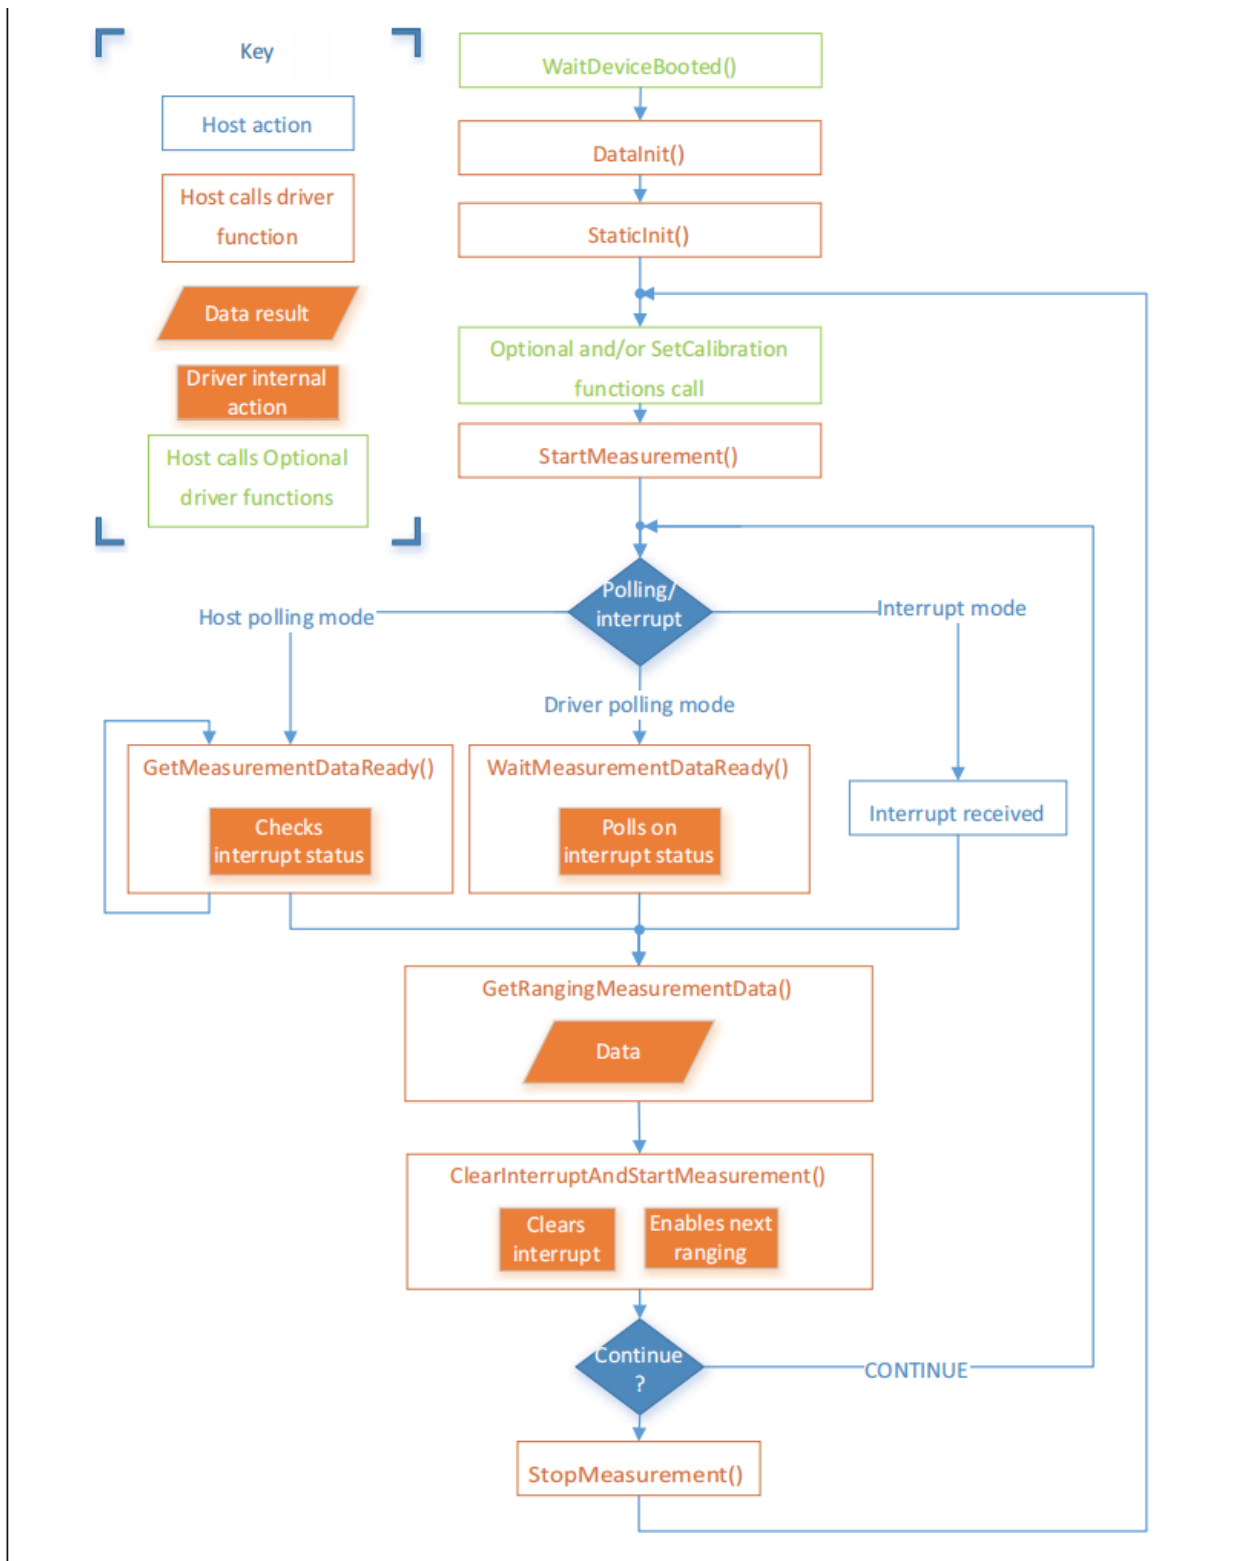 Key
Host action
Host calls driver
function
Data result
Driver internal
action
Host calls Optional
driver functions
WaitDeviceBooted()
DataInit()
StaticInit()
Optional and/or SetCalibration
functions call
StartMeasurement()
Polling/
interrupt
Host polling mode
Interrupt mode
Driver polling mode
GetMeasurementDataReady()
Checks
interrupt status
WaitMeasurementDataReady()
Polls on
interrupt status
Interrupt received
GetRangingMeasurementData()
Data
ClearInterruptAndStartMeasurement()
Clears
interrupt
Enables next
ranging
Continue
?
CONTINUE
StopMeasurement()